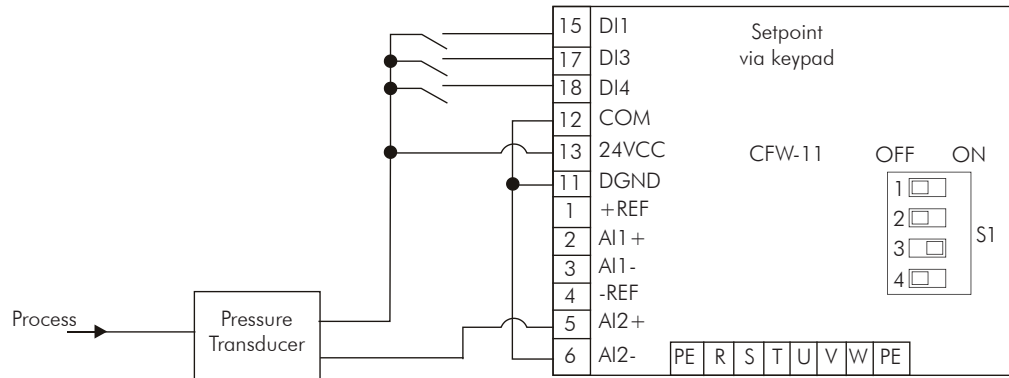 15 DI1
17 DI3
18 DI4
12 COM
13 24VCC
11 DGND
1 +REF
2 AI1+
3 AI1-
4 -REF
5 AI2+
6 AI2-
Setpoint
via keypad
CFW-11
OFF ON
1
2
3
4
S1
PE R S T U V W PE
Process
Pressure
Transducer